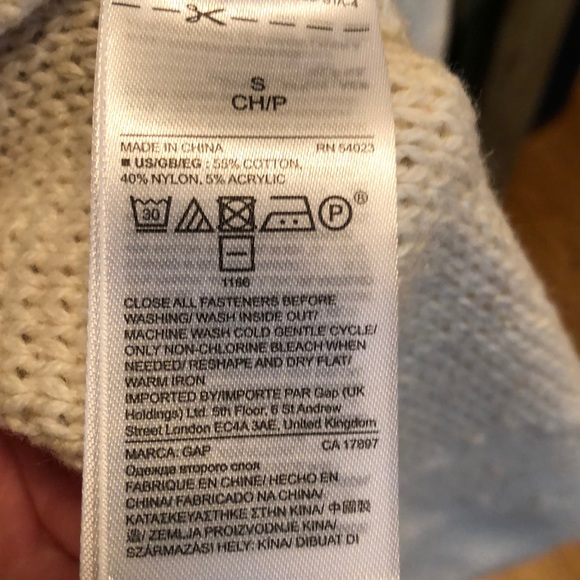 S
CH/P
MADE IN CHINA RN 54023
■ US/GB/EG : 55% COTTON,
40% NYLON, 5% ACRYLIC
30 P®
1166
CLOSE ALL FASTENERS BEFORE
WASHING/ WASH INSIDE OUT/
MACHINE WASH COLD GENTLE CYCLE/
ONLY NON-CHLORINE BLEACH WHEN
NEEDED/ RESHAPE AND DRY FLAT/
WARM IRON
IMPORTED BY/IMPORTE PAR Gap (UK
Holdings) Ltd. 5th Floor, 6 St Andrew
Street London EC4A 3AE, United Kingdom
MARCA: GAP CA 17897
Одежда второго слоя
FABRIQUE EN CHINE/ HECHO EN
CHINA/ FABRICADO NA CHINA/
ΚΑΤΑΣΚΕΥΑΣΤΗΚΕ ΣΤΗΝ ΚΙΝΑ/ 中國製
造/ ZEMLJA PROIZVODNJE KINA/
SZÁRMAZÁSI HELY: KÍNA/ DIBUAT DI